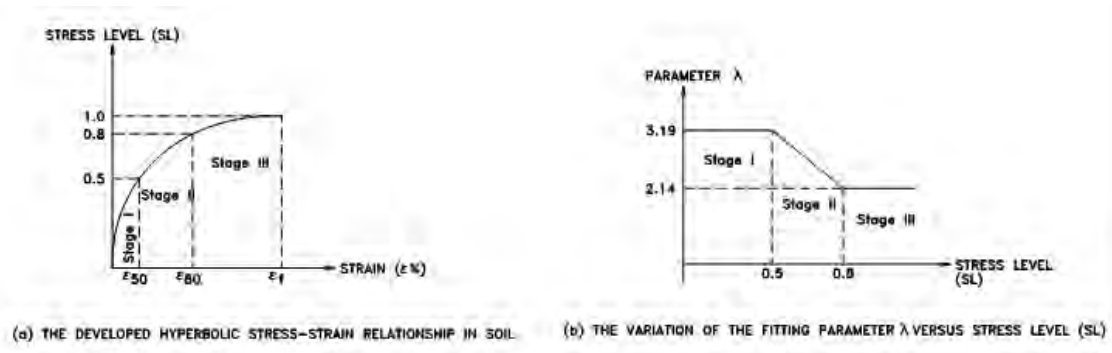 STRESS LEVEL (SL)
1.0
0.8
0.5
Stage I
Stage II
Stage III
ε50
ε80.
εf
STRAIN (ε%)
(a) THE DEVELOPED HYPERBOLIC STRESS-STRAIN RELATIONSHIP IN SOIL
PARAMETER λ
3.19
2.14
Stage I
Stage II
Stage III
0.5
0.8
STRESS LEVEL
(SL)
(b) THE VARIATION OF THE FITTING PARAMETER λ VERSUS STRESS LEVEL (SL)